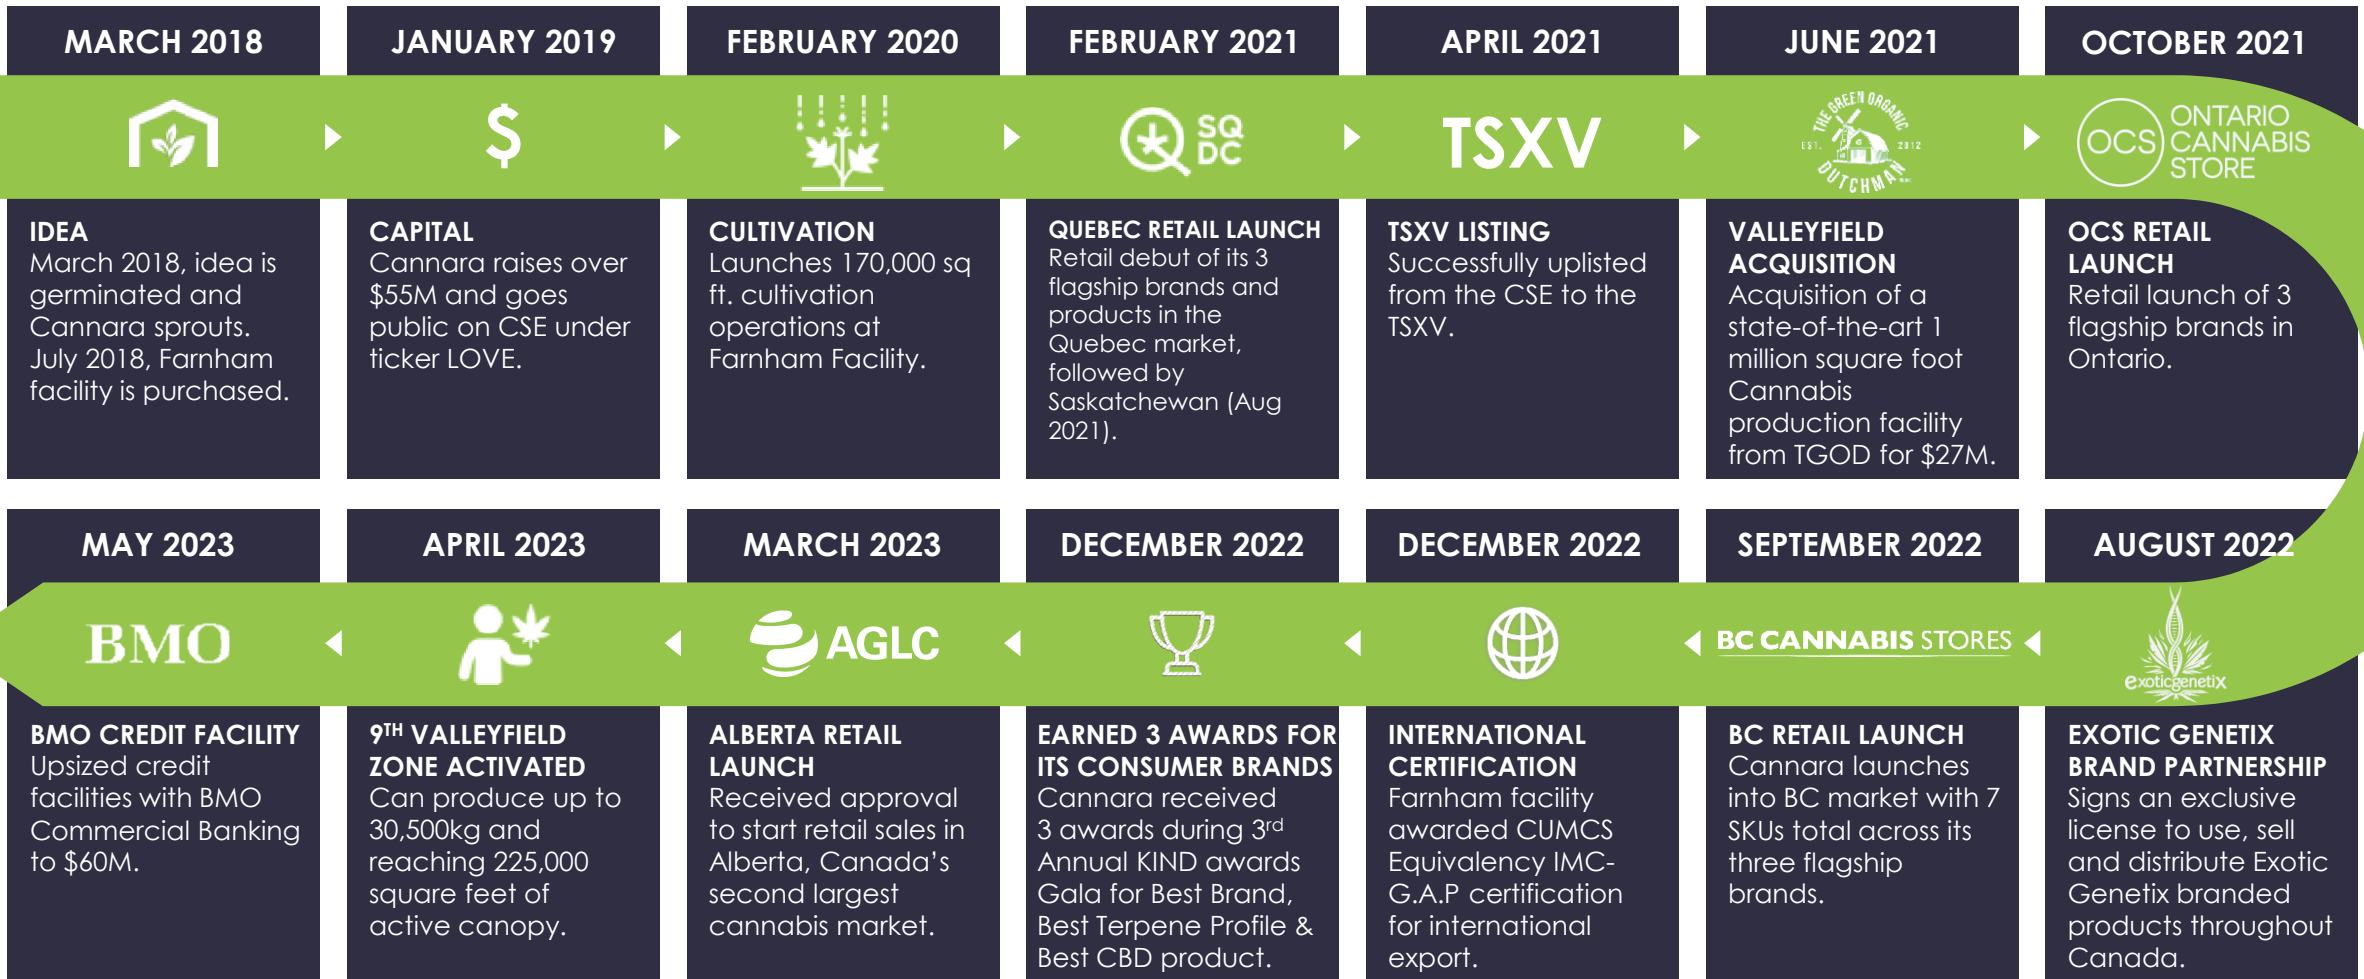 MARCH 2018
IDEA
March 2018, idea is
germinated and
Cannara sprouts.
July 2018, Farnham
facility is purchased.
JANUARY 2019
$
CAPITAL
Cannara raises over
$55M and goes
public on CSE under
ticker LOVE.
FEBRUARY 2020
CULTIVATION
Launches 170,000 sq
ft. cultivation
operations at
Farnham Facility.
FEBRUARY 2021
SQ
DC
QUEBEC RETAIL LAUNCH
Retail debut of its 3
flagship brands and
products in the
Quebec market,
followed by
Saskatchewan (Aug
2021).
APRIL 2021
TSXV
TSXV LISTING
Successfully uplisted
from the CSE to the
TSXV.
JUNE 2021
THE GREEN ORGANIC
EST. 2012
DUTCHMAN
VALLEYFIELD
ACQUISITION
Acquisition of a
state-of-the-art 1
million square foot
Cannabis
production facility
from TGOD for $27M.
OCTOBER 2021
OCS
ONTARIO
CANNABIS
STORE
OCS RETAIL
LAUNCH
Retail launch of 3
flagship brands in
Ontario.
AUGUST 2022
exoticgenetix
EXOTIC GENETIX
BRAND PARTNERSHIP
Signs an exclusive
license to use, sell
and distribute Exotic
Genetix branded
products throughout
Canada.
SEPTEMBER 2022
BC CANNABIS STORES
BC RETAIL LAUNCH
Cannara launches
into BC market with 7
SKUs total across its
three flagship
brands.
DECEMBER 2022
INTERNATIONAL
CERTIFICATION
Farnham facility
awarded CUMCS
Equivalency IMC-
G.A.P certification
for international
export.
DECEMBER 2022
EARNED 3 AWARDS FOR
ITS CONSUMER BRANDS
Cannara received
3 awards during 3rd
Annual KIND awards
Gala for Best Brand,
Best Terpene Profile &
Best CBD product.
MARCH 2023
AGLC
ALBERTA RETAIL
LAUNCH
Received approval
to start retail sales in
Alberta, Canada's
second largest
cannabis market.
APRIL 2023
9TH VALLEYFIELD
ZONE ACTIVATED
Can produce up to
30,500kg and
reaching 225,000
square feet of
active canopy.
MAY 2023
BMO
BMO CREDIT FACILITY
Upsized credit
facilities with BMO
Commercial Banking
to $60M.